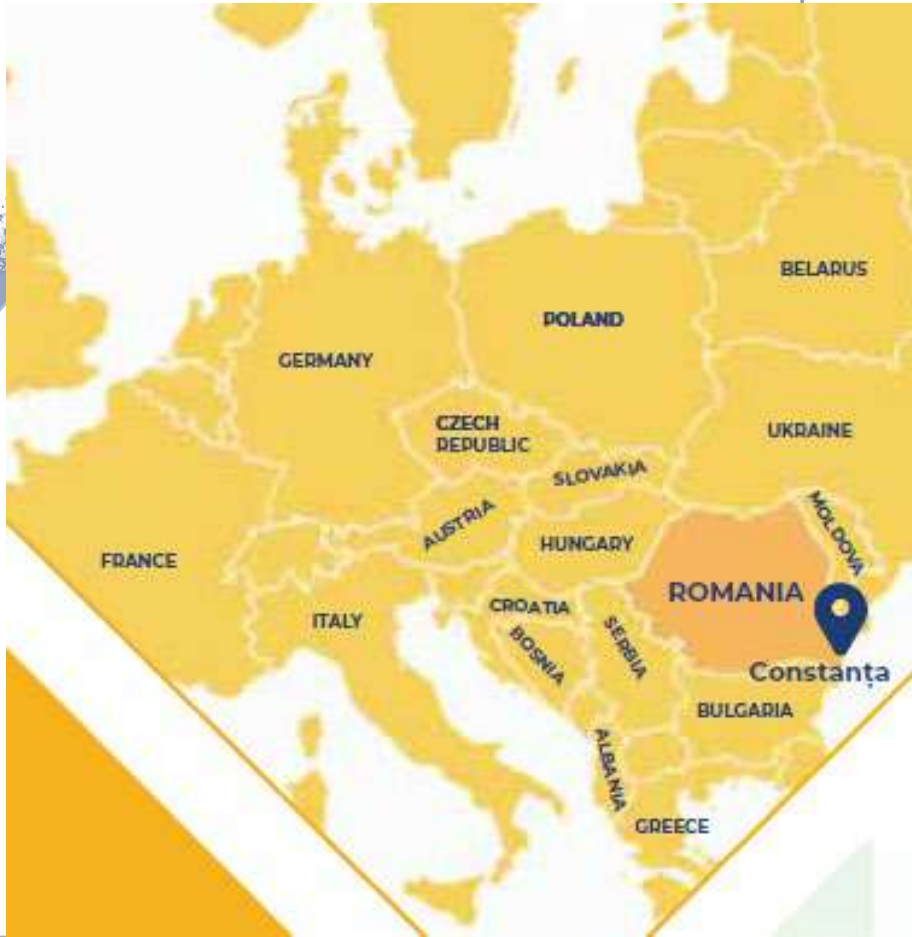 BELARUS
POLAND
GERMANY
CZECH
REPUBLIC
UKRAINE
SLOVAKIA
AUSTRIA
MOLDOVA
HUNGARY
FRANCE
ROMANIA
CROATIA
ITALY
BOSNIA
SERBIA
Constanța
BULGARIA
ALBANIA
GREECE